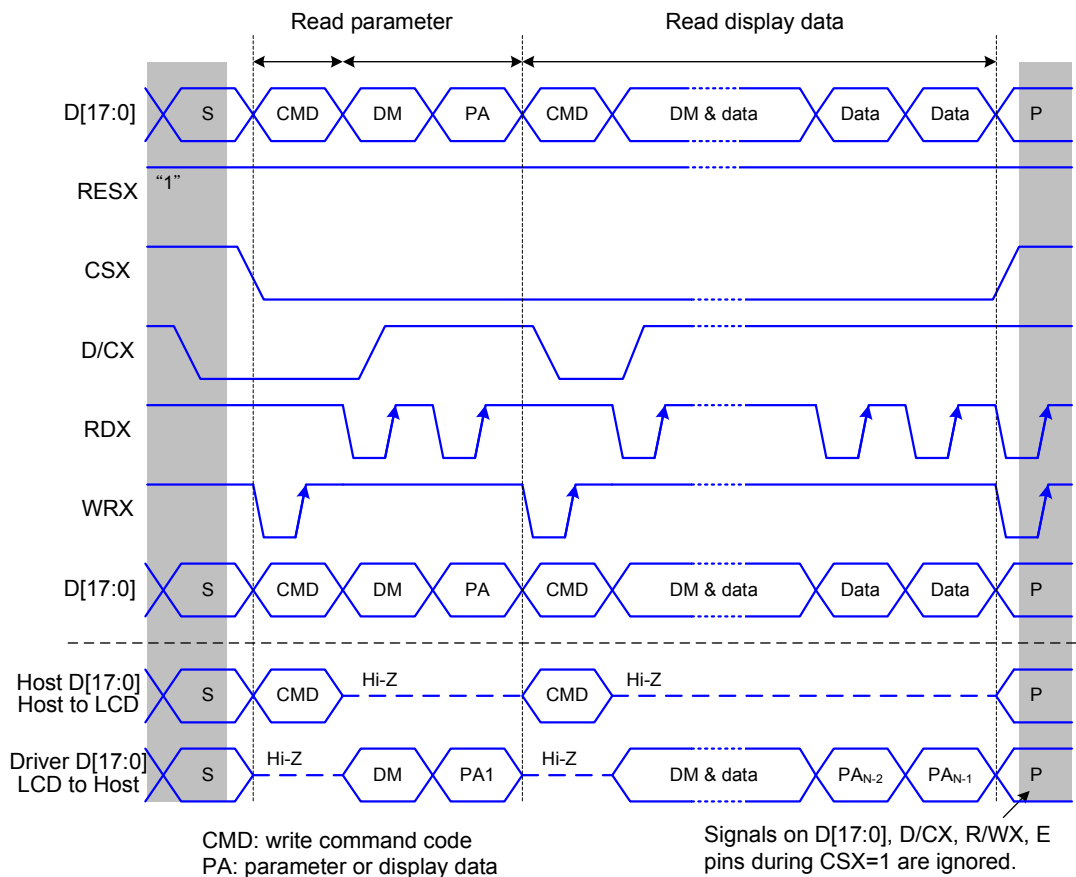 Read parameter Read display data
D[17:0] S CMD DM PA CMD DM & data Data Data P
RESX “1”
CSX
D/CX
RDX
WRX
D[17:0] S CMD DM PA CMD DM & data Data Data P
Host D[17:0]
Host to LCD
S CMD Hi-Z CMD Hi-Z P
Driver D[17:0]
LCD to Host
S Hi-Z DM PA1 Hi-Z DM & data PAN-2 PAN-1 P
CMD: write command code
PA: parameter or display data
Signals on D[17:0], D/CX, R/WX, E
pins during CSX=1 are ignored.